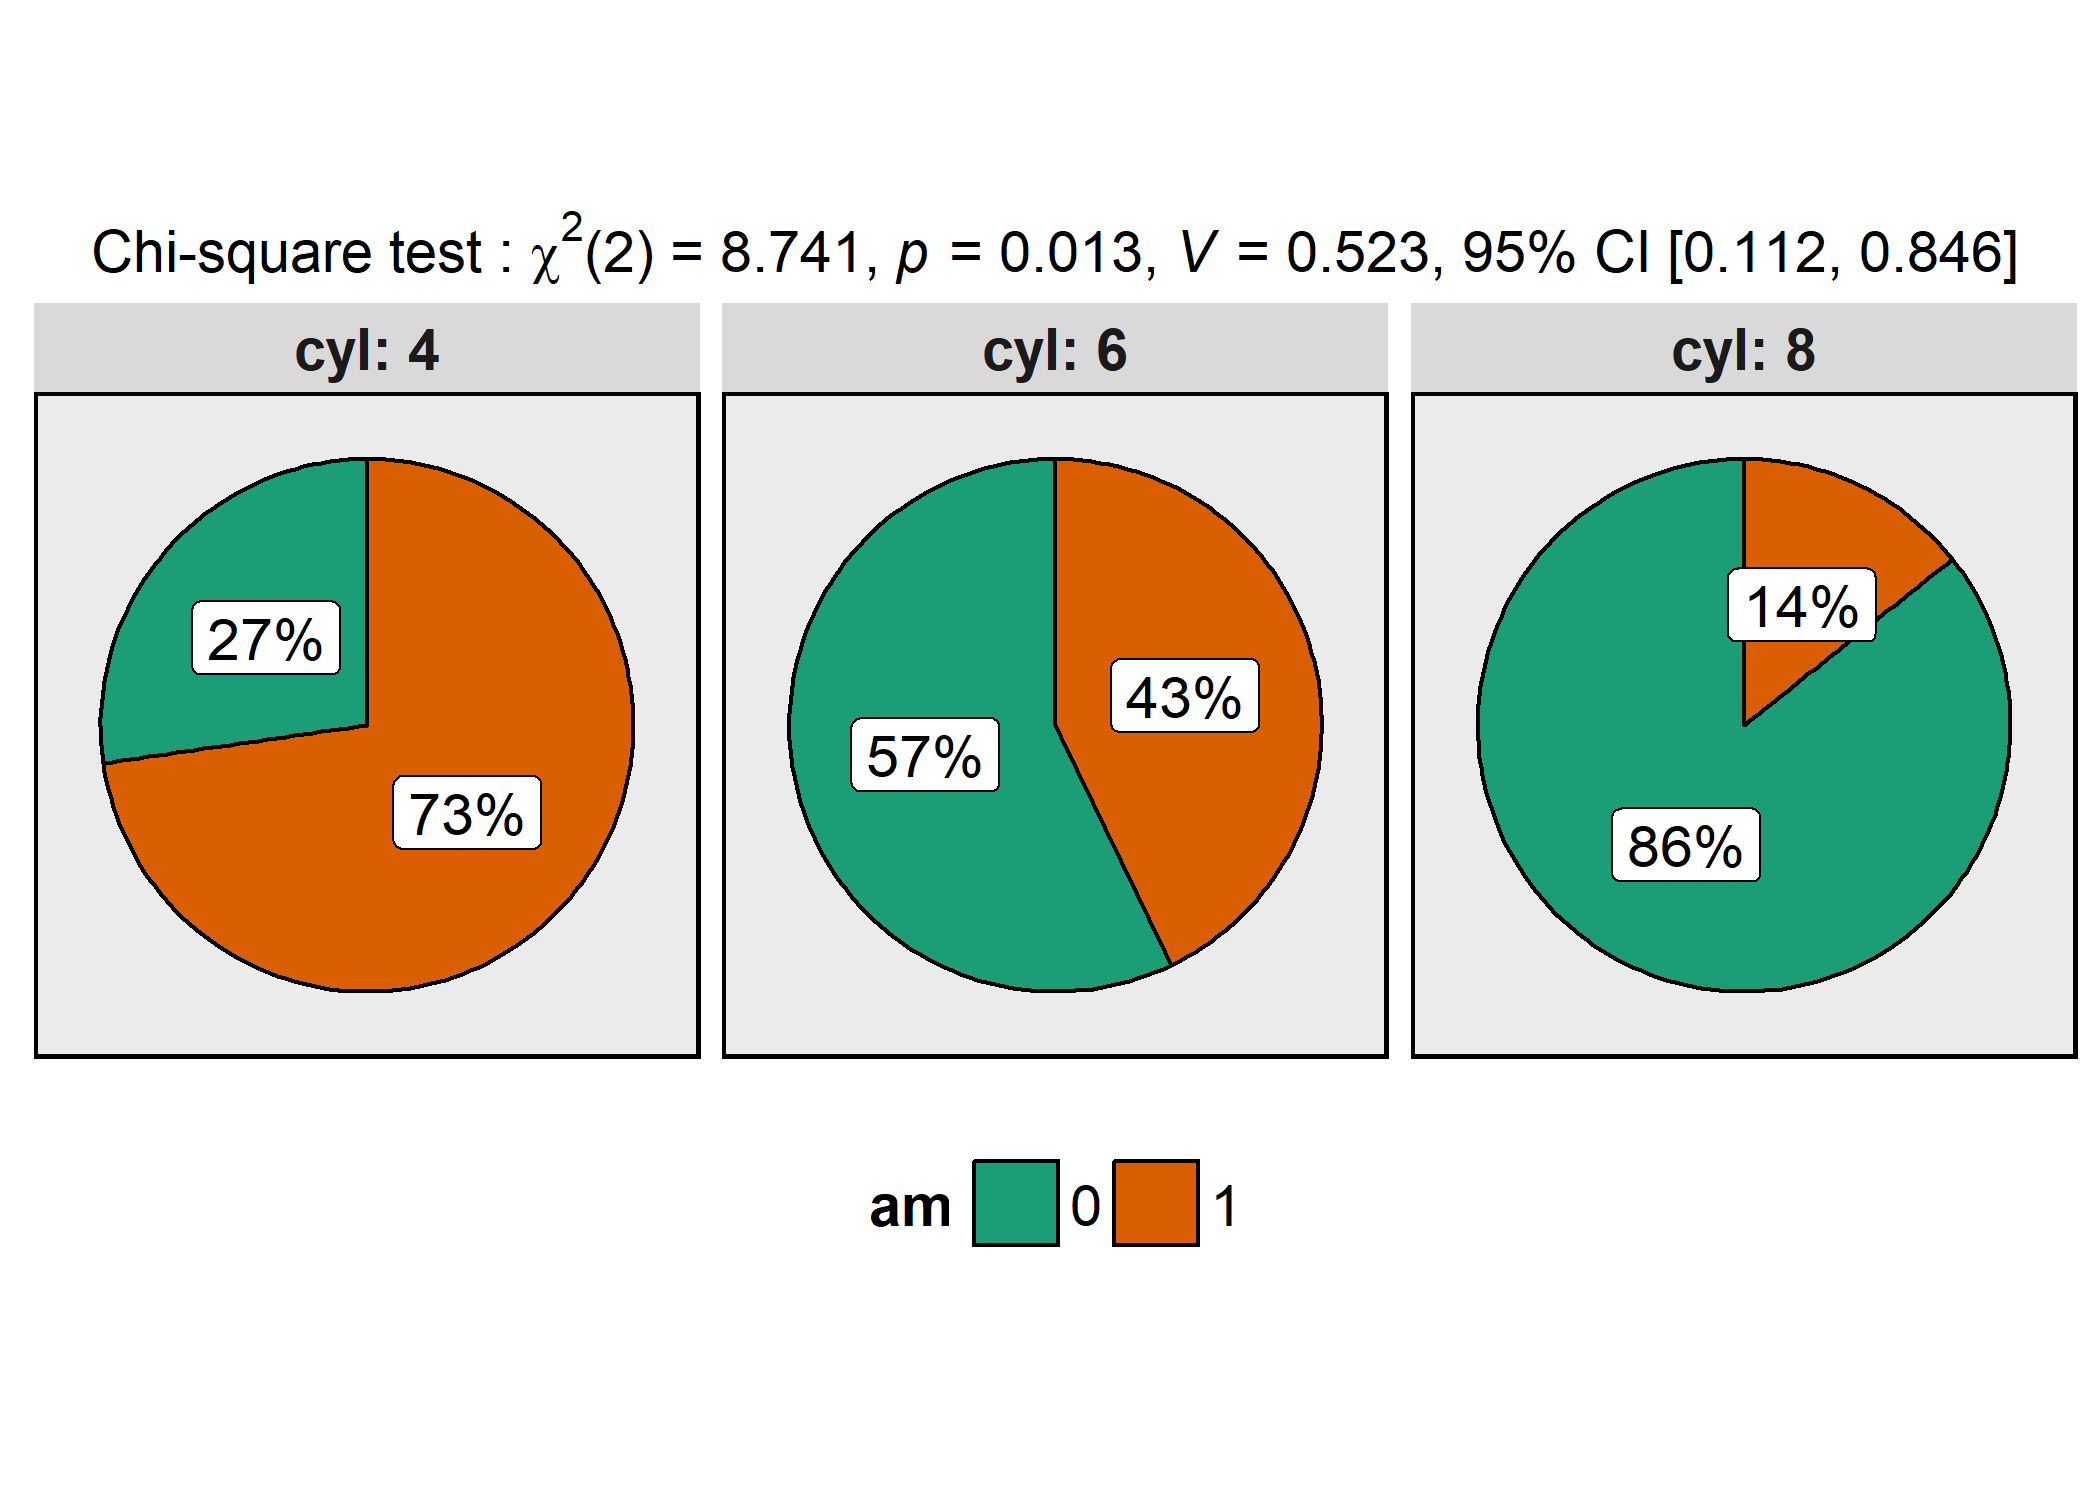 Chi-square test : χ²(2) = 8.741, p = 0.013, V = 0.523, 95% CI [0.112, 0.846]
cyl: 4
cyl: 6
cyl: 8
27%
73%
57%
43%
14%
86%
am 0 1